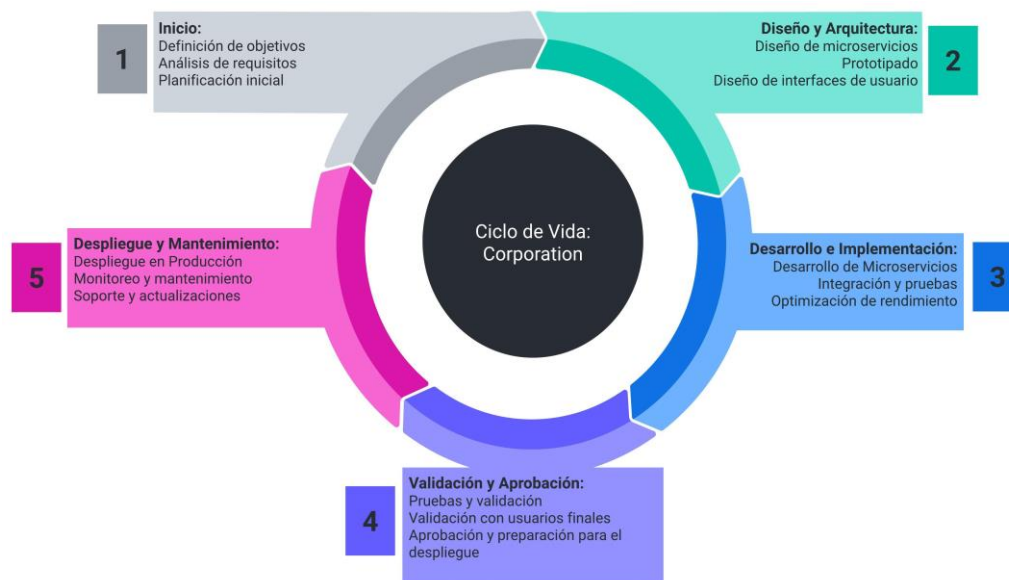 1
Inicio:
Definición de objetivos
Análisis de requisitos
Planificación inicial
Diseño y Arquitectura:
Diseño de microservicios
Prototipado
Diseño de interfaces de usuario
2
Ciclo de Vida:
Corporation
Desarrollo e Implementación:
Desarrollo de Microservicios
Integración y pruebas
Optimización de rendimiento
3
4
Validación y Aprobación:
Pruebas y validación
Validación con usuarios finales
Aprobación y preparación para el
despliegue
5
Despliegue y Mantenimiento:
Despliegue en Producción
Monitoreo y mantenimiento
Soporte y actualizaciones